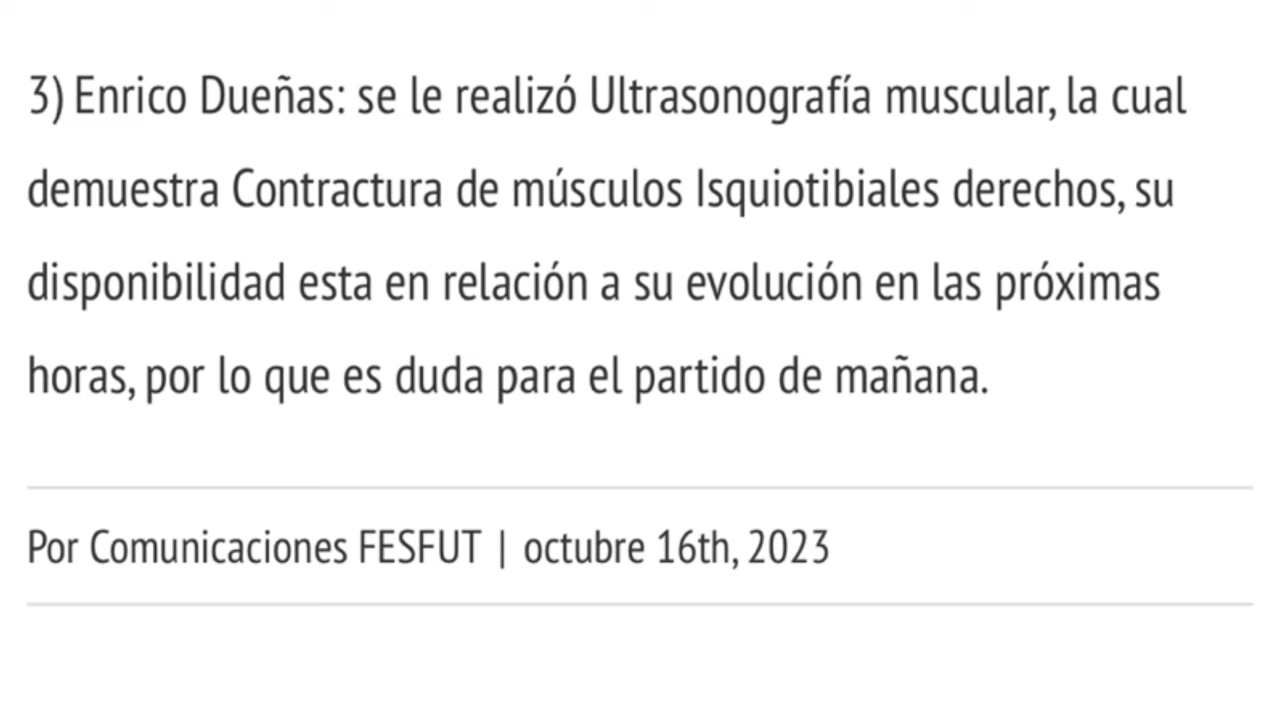 3) Enrico Dueñas: se le realizó Ultrasonografía muscular, la cual
demuestra Contractura de músculos Isquiotibiales derechos, su
disponibilidad esta en relación a su evolución en las próximas
horas, por lo que es duda para el partido de mañana.
Por Comunicaciones FESFUT | octubre 16th, 2023